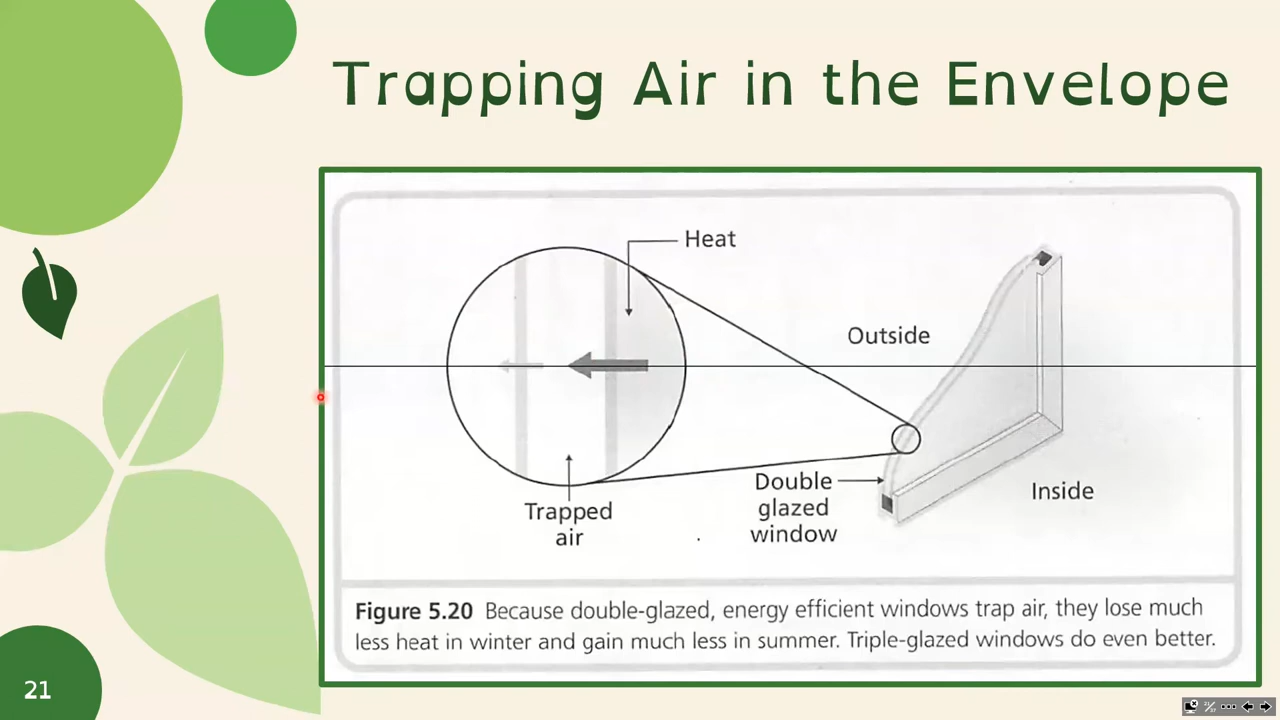 Trapping Air in the Envelope
Heat
Outside
Double
glazed
window
Inside
Trapped
air
Figure 5.20 Because double-glazed, energy efficient windows trap air, they lose much
less heat in winter and gain much less in summer. Triple-glazed windows do even better.
21